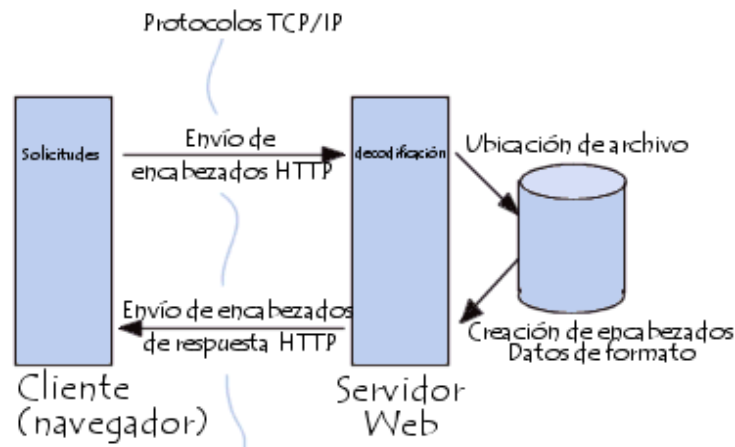 Protocolos TCP/IP
Solicitudes
Envío de
encabezados HTTP
decodificación
Ubicación de archivo
Envío de encabezados
de respuesta HTTP
Creación de encabezados
Datos de formato
Cliente
(navegador)
Servidor
Web